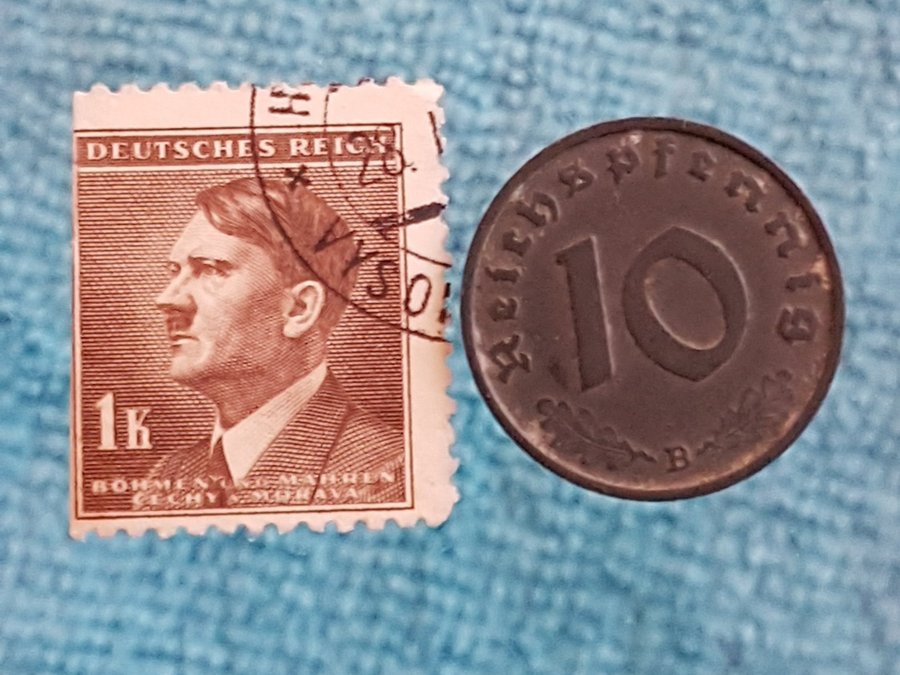 DEUTSCHES REICH
1K
BÖHMEN UND MÄHREN
ČECHY A MORAVA
Reichspfennig
10
B